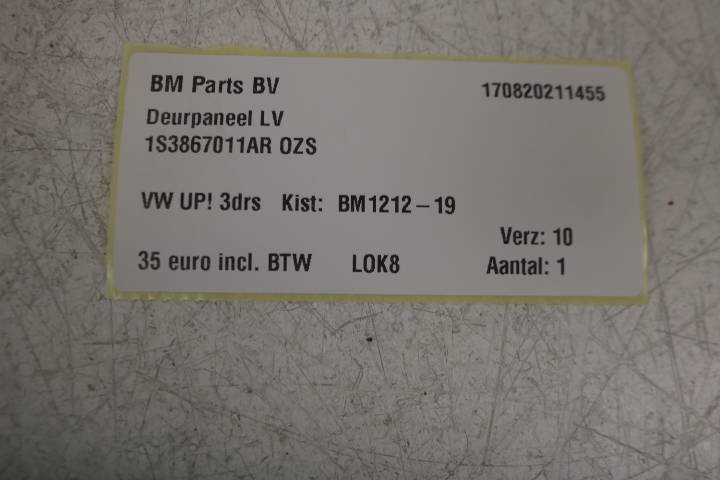 BM Parts BV 170820211455
Deurpaneel LV
1S3867011AR OZS
VW UP! 3drs Kist: BM1212-19
Verz: 10
35 euro incl. BTW LOK8 Aantal: 1